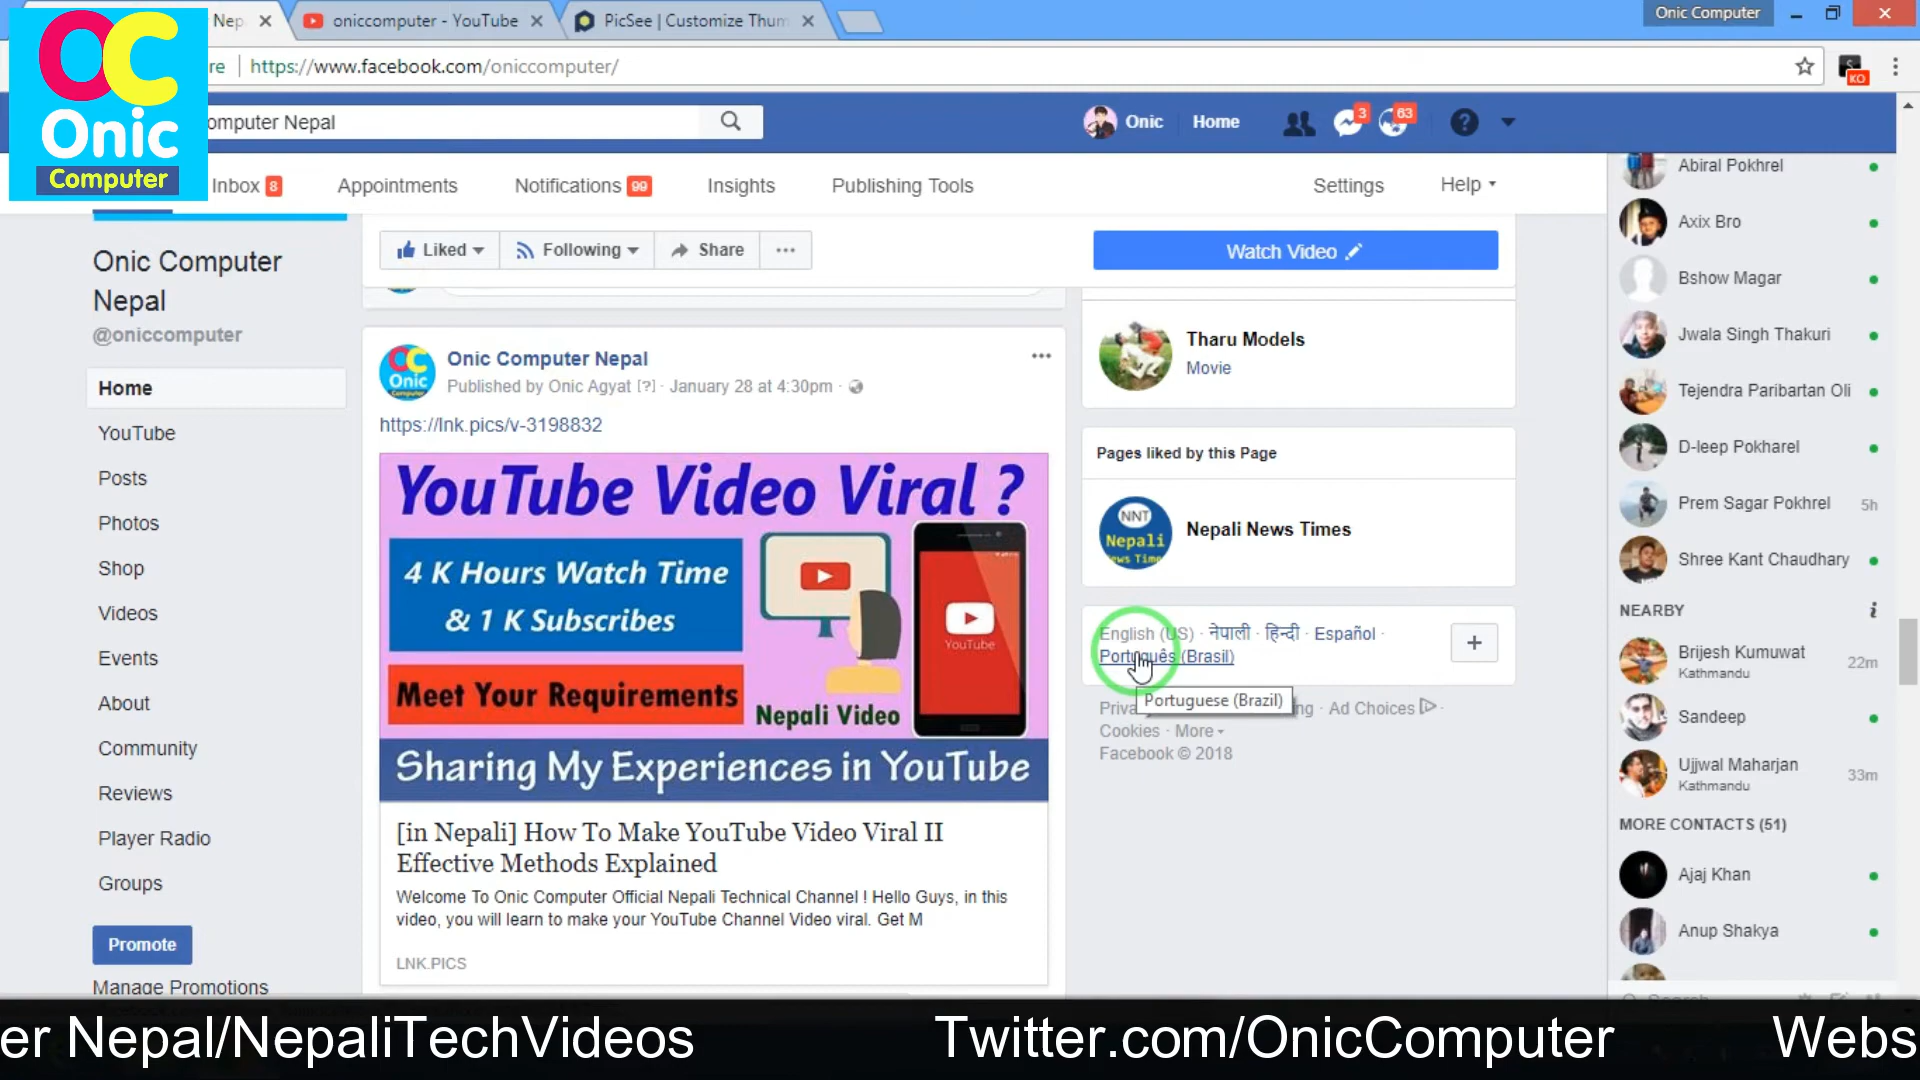 Nep
oniccomputer - YouTube
PicSee | Customize Thum
Onic Computer
re | https://www.facebook.com/oniccomputer/
KO
OC
Onic
Computer
omputer Nepal
Onic
Home
3
63
Inbox 8
Appointments
Notifications 99
Insights
Publishing Tools
Settings
Help
Onic Computer
Nepal
@oniccomputer
Home
YouTube
Posts
Photos
Shop
Videos
Events
About
Community
Reviews
Player Radio
Groups
Promote
Manage Promotions
Liked
Following
Share
Watch Video
Onic Computer Nepal
Published by Onic Agyat [?] · January 28 at 4:30pm ·
https://lnk.pics/v-3198832
YouTube Video Viral ?
4 K Hours Watch Time
& 1 K Subscribes
Meet Your Requirements
YouTube
Nepali Video
Sharing My Experiences in YouTube
[in Nepali] How To Make YouTube Video Viral II
Effective Methods Explained
Welcome To Onic Computer Official Nepali Technical Channel ! Hello Guys, in this
video, you will learn to make your YouTube Channel Video viral. Get M
LNK.PICS
Tharu Models
Movie
Pages liked by this Page
NNT
Nepali
Nepali News Times
English (US) · नेपाली · हिन्दी · Español ·
Português (Brasil)
Portuguese (Brazil)
Ad Choices
Cookies · More
Facebook © 2018
Abiral Pokhrel
Axix Bro
Bshow Magar
Jwala Singh Thakuri
Tejendra Paribartan Oli
D-leep Pokharel
Prem Sagar Pokhrel 5h
Shree Kant Chaudhary
NEARBY
Brijesh Kumuwat
Kathmandu
22m
Sandeep
Ujjwal Maharjan
Kathmandu
33m
MORE CONTACTS (51)
Ajaj Khan
Anup Shakya
er Nepal/NepaliTechVideos
Twitter.com/OnicComputer
Webs